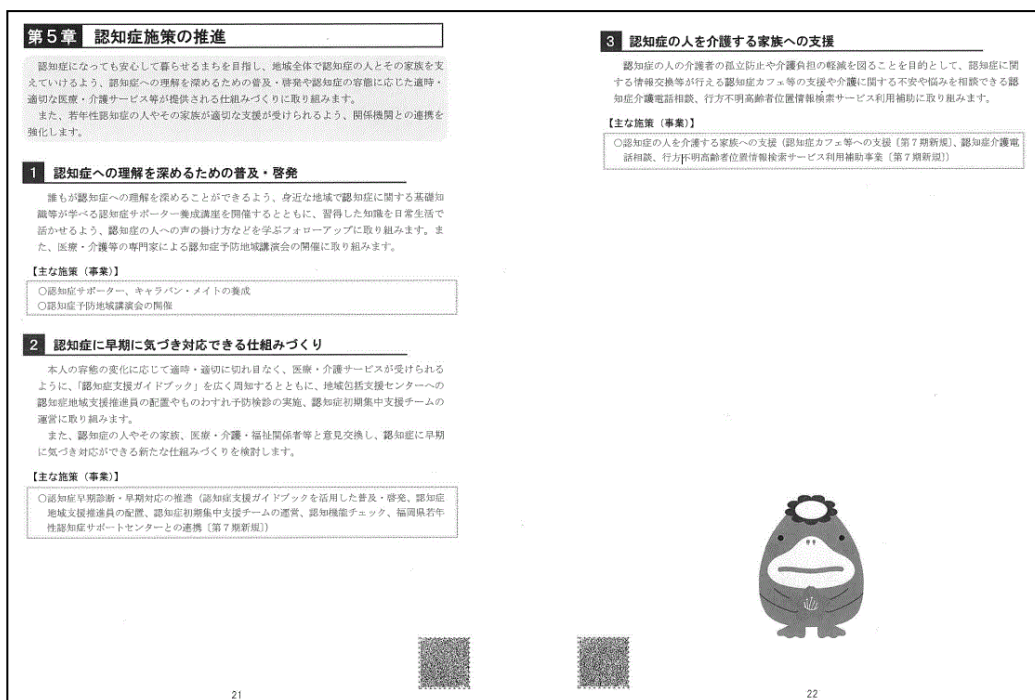 第5章 認知症施策の推進
認知症になっても安心して暮らせるまちを目指し、地域全体で認知症の人とその家族を支
えていけるよう、認知症への理解を深めるための普及・啓発や認知症の容態に応じた適時・
適切な医療・介護サービス等が提供される仕組みづくりに取り組みます。
また、若年性認知症の人やその家族が適切な支援が受けられるよう、関係機関との連携を
強化します。
1 認知症への理解を深めるための普及・啓発
誰もが認知症への理解を深めることができるよう、身近な地域で認知症に関する基礎知
識等が学べる認知症サポーター養成講座を開催するとともに、習得した知識を日常生活で
活かせるよう、認知症の人への声の掛け方などを学ぶフォローアップに取り組みます。ま
た、医療・介護等の専門家による認知症予防地域講演会の開催に取り組みます。
【主な施策（事業）】
○認知症サポーター、キャラバン・メイトの養成
○認知症予防地域講演会の開催
2 認知症に早期に気づき対応できる仕組みづくり
本人の容態の変化に応じて適時・適切に切れ目なく、医療・介護サービスが受けられる
ように、「認知症支援ガイドブック」を広く周知するとともに、地域包括支援センターへの
認知症地域支援推進員の配置やものわすれ予防検診の実施、認知症初期集中支援チームの
運営に取り組みます。
また、認知症の人やその家族、医療・介護・福祉関係者等と意見交換し、認知症に早期
に気づき対応ができる新たな仕組みづくりを検討します。
【主な施策（事業）】
○認知症早期診断・早期対応の推進（認知症支援ガイドブックを活用した普及・啓発、認知症
地域支援推進員の配置、認知症初期集中支援チームの運営、認知機能チェック、福岡県若年
性認知症サポートセンターとの連携〔第7期新規〕）
21
3 認知症の人を介護する家族への支援
認知症の人の介護者の孤立防止や介護負担の軽減を図ることを目的として、認知症に関
する情報交換等が行える認知症カフェ等の支援や介護に関する不安や悩みを相談できる認
知症介護電話相談、行方不明高齢者位置情報検索サービス利用補助に取り組みます。
【主な施策（事業）】
○認知症の人を介護する家族への支援（認知症カフェ等への支援〔第7期新規〕、認知症介護電
話相談、行方不明高齢者位置情報検索サービス利用補助事業〔第7期新規〕）
22